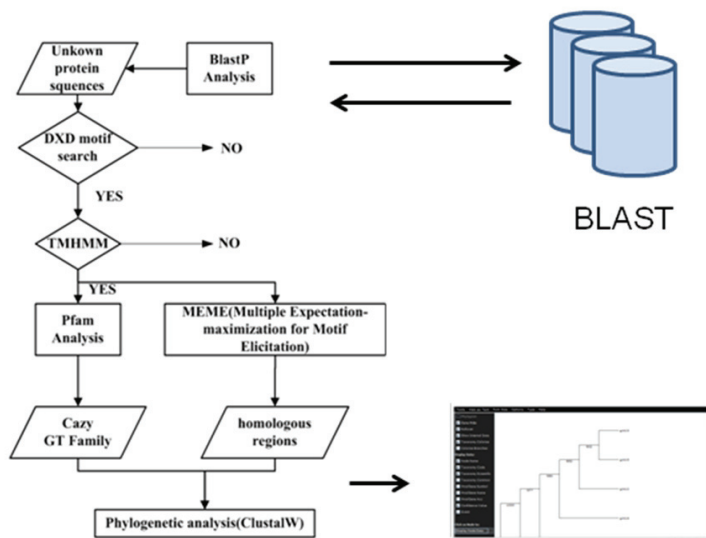 Unkown
protein
squences
BlastP
Analysis
DXD motif
search
NO
YES
TMHMM
NO
YES
Pfam
Analysis
MEME(Multiple Expectation-
maximization for Motif
Elicitation)
Cazy
GT Family
homologous
regions
Phylogenetic analysis(ClustalW)
BLAST